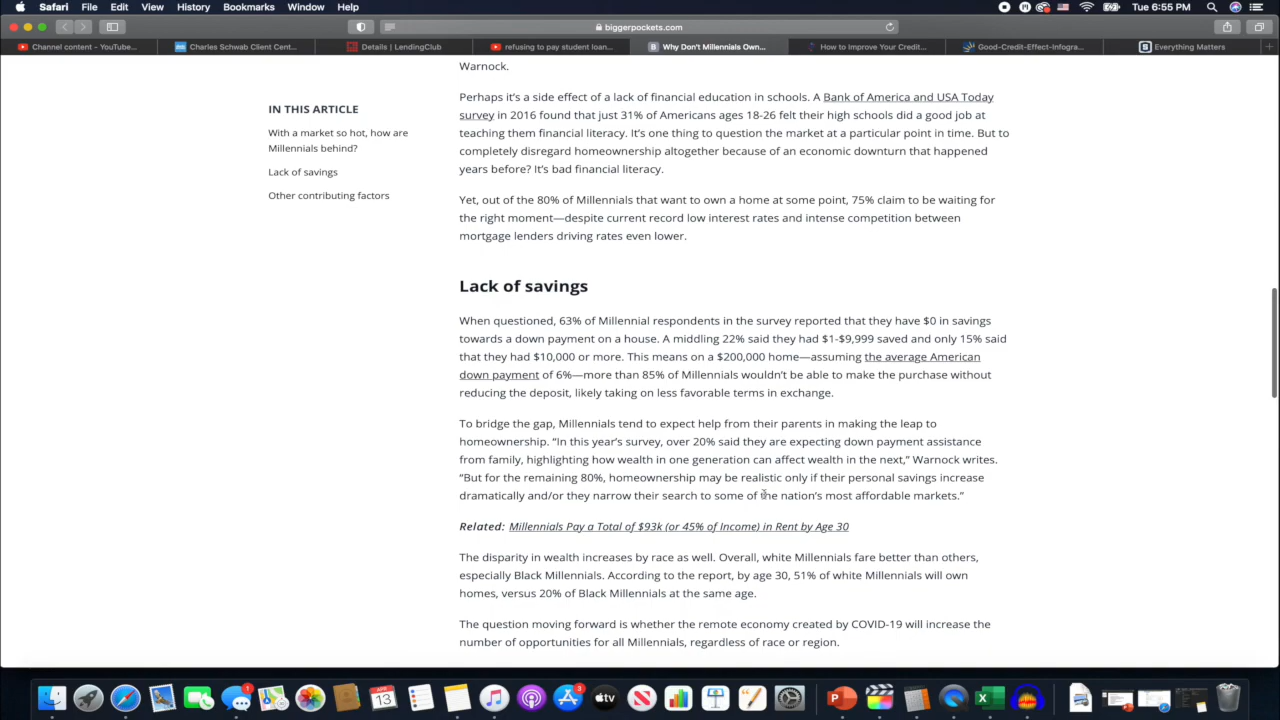 Safari File Edit View History Bookmarks Window Help
Tue 6:55 PM
biggerpockets.com
Channel content - YouTube...
Charles Schwab Client Cent...
Details | LendingClub
refusing to pay student loan...
Why Don't Millennials Own...
How to Improve Your Credit...
Good-Credit-Effect-Infogra...
Everything Matters
IN THIS ARTICLE
With a market so hot, how are
Millennials behind?
Lack of savings
Other contributing factors
Warnock.
Perhaps it's a side effect of a lack of financial education in schools. A Bank of America and USA Today
survey in 2016 found that just 31% of Americans ages 18-26 felt their high schools did a good job at
teaching them financial literacy. It's one thing to question the market at a particular point in time. But to
completely disregard homeownership altogether because of an economic downturn that happened
years before? It's bad financial literacy.
Yet, out of the 80% of Millennials that want to own a home at some point, 75% claim to be waiting for
the right moment—despite current record low interest rates and intense competition between
mortgage lenders driving rates even lower.
Lack of savings
When questioned, 63% of Millennial respondents in the survey reported that they have $0 in savings
towards a down payment on a house. A middling 22% said they had $1-$9,999 saved and only 15% said
that they had $10,000 or more. This means on a $200,000 home—assuming the average American
down payment of 6%—more than 85% of Millennials wouldn't be able to make the purchase without
reducing the deposit, likely taking on less favorable terms in exchange.
To bridge the gap, Millennials tend to expect help from their parents in making the leap to
homeownership. "In this year's survey, over 20% said they are expecting down payment assistance
from family, highlighting how wealth in one generation can affect wealth in the next," Warnock writes.
"But for the remaining 80%, homeownership may be realistic only if their personal savings increase
dramatically and/or they narrow their search to some of the nation's most affordable markets."
Related: Millennials Pay a Total of $93k (or 45% of Income) in Rent by Age 30
The disparity in wealth increases by race as well. Overall, white Millennials fare better than others,
especially Black Millennials. According to the report, by age 30, 51% of white Millennials will own
homes, versus 20% of Black Millennials at the same age.
The question moving forward is whether the remote economy created by COVID-19 will increase the
number of opportunities for all Millennials, regardless of race or region.
1
APR
13
3
tv